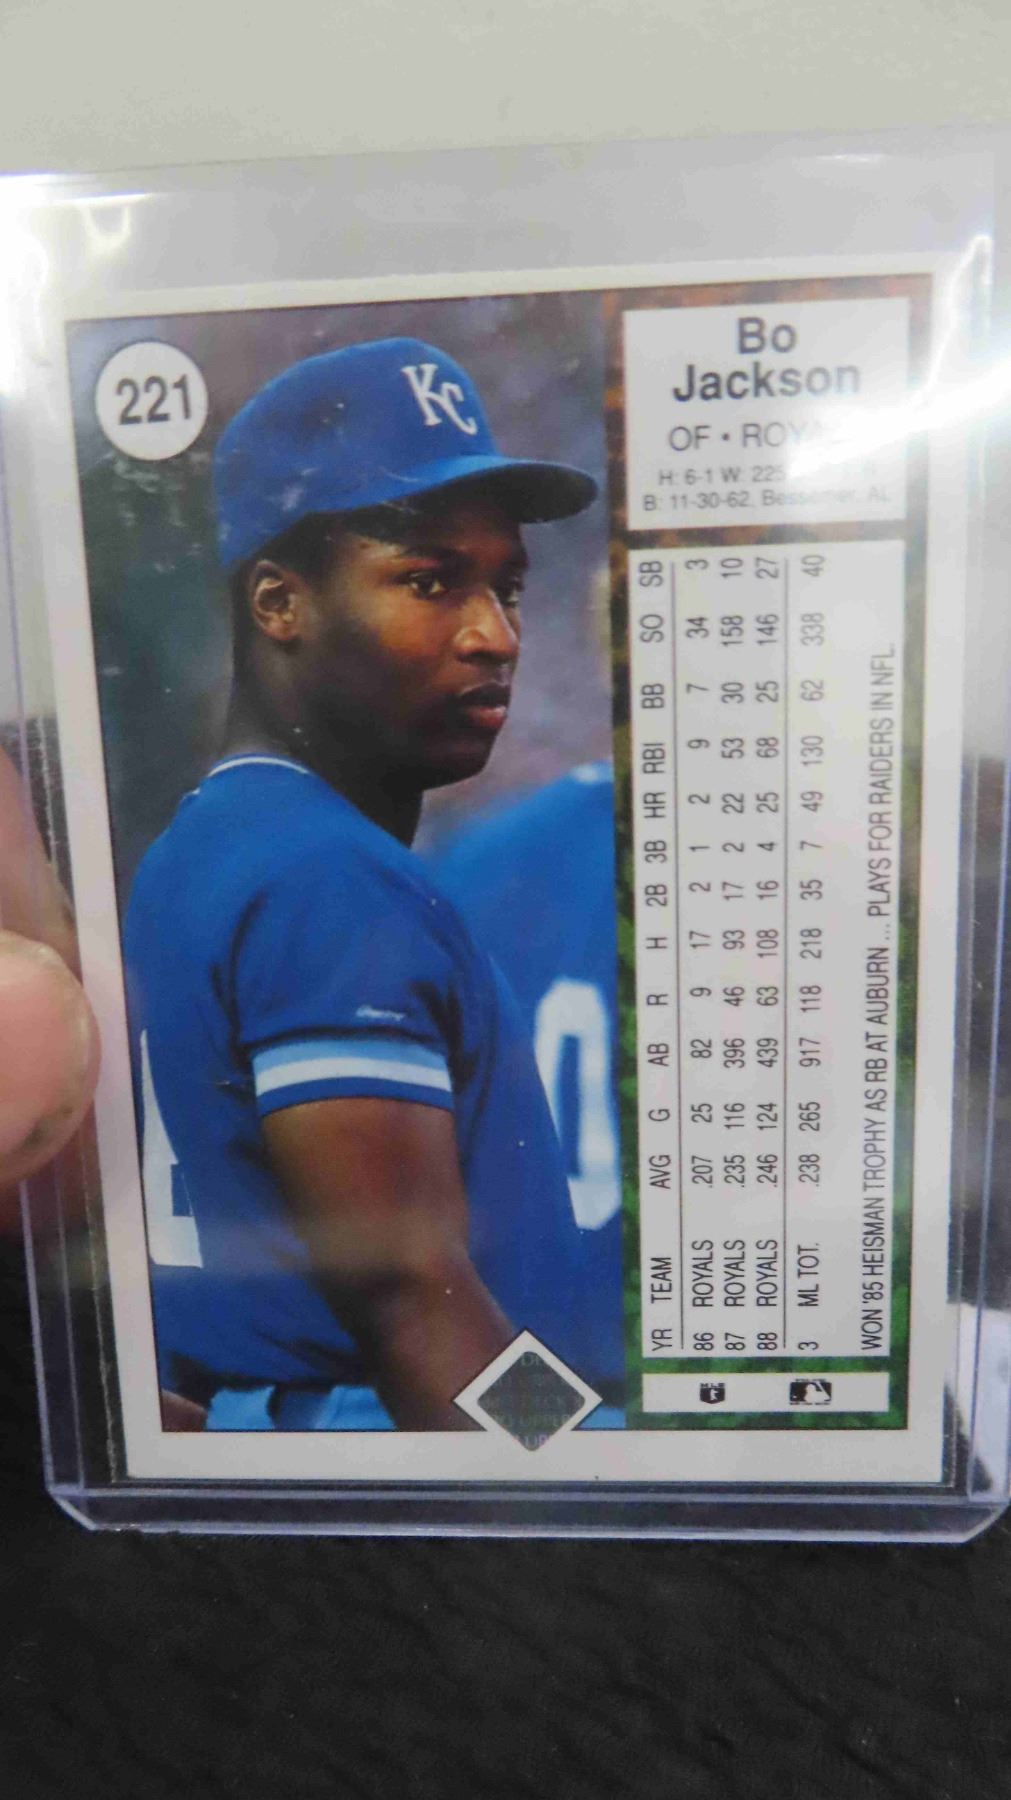 221
KC
Bo
Jackson
OF • ROYALS
H: 6-1 W: 225
B: 11-30-62, Bessemer, AL
YR TEAM AVG G AB R H 2B 3B HR RBI BB SO SB
86 ROYALS .207 25 82 9 17 2 1 2 9 7 34 3
87 ROYALS .235 116 396 46 93 17 2 22 53 30 158 10
88 ROYALS .246 124 439 63 108 16 4 25 68 25 146 27
3 ML TOT. .238 265 917 118 218 35 7 49 130 62 338 40
WON '85 HEISMAN TROPHY AS RB AT AUBURN ... PLAYS FOR RAIDERS IN NFL.
UPPER